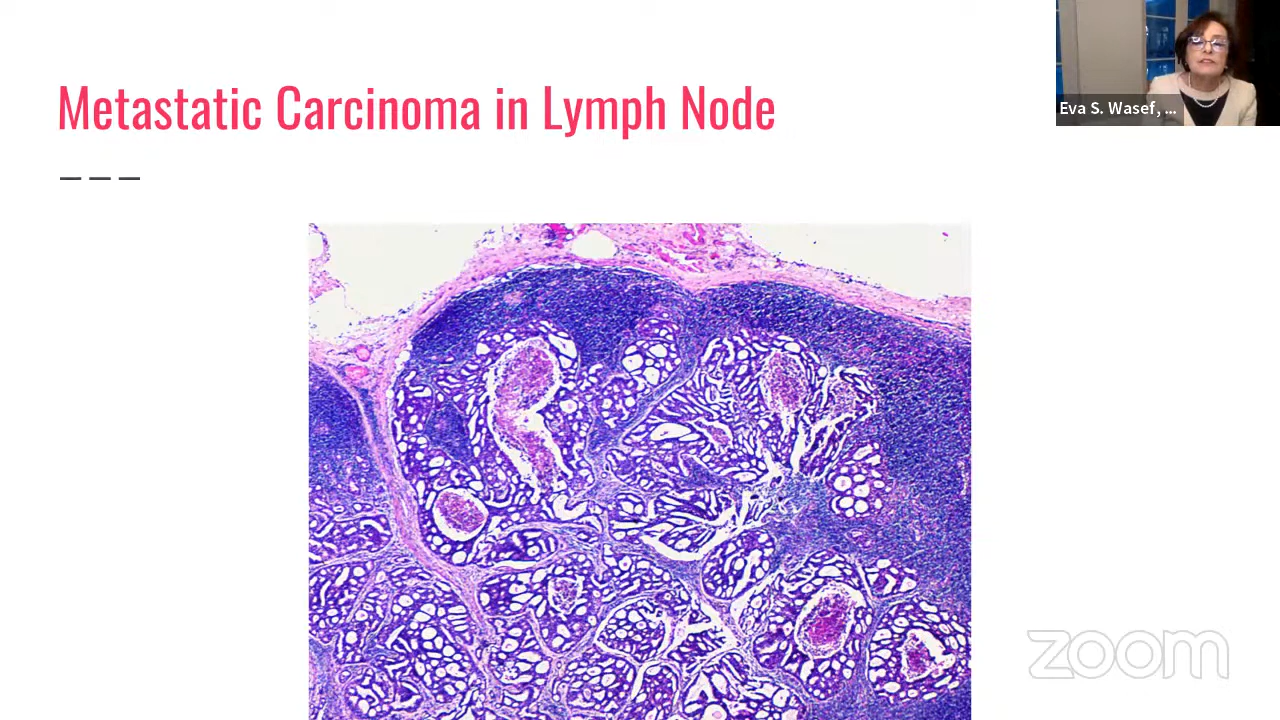 Metastatic Carcinoma in Lymph Node
Eva S. Wasef, ...
zoom